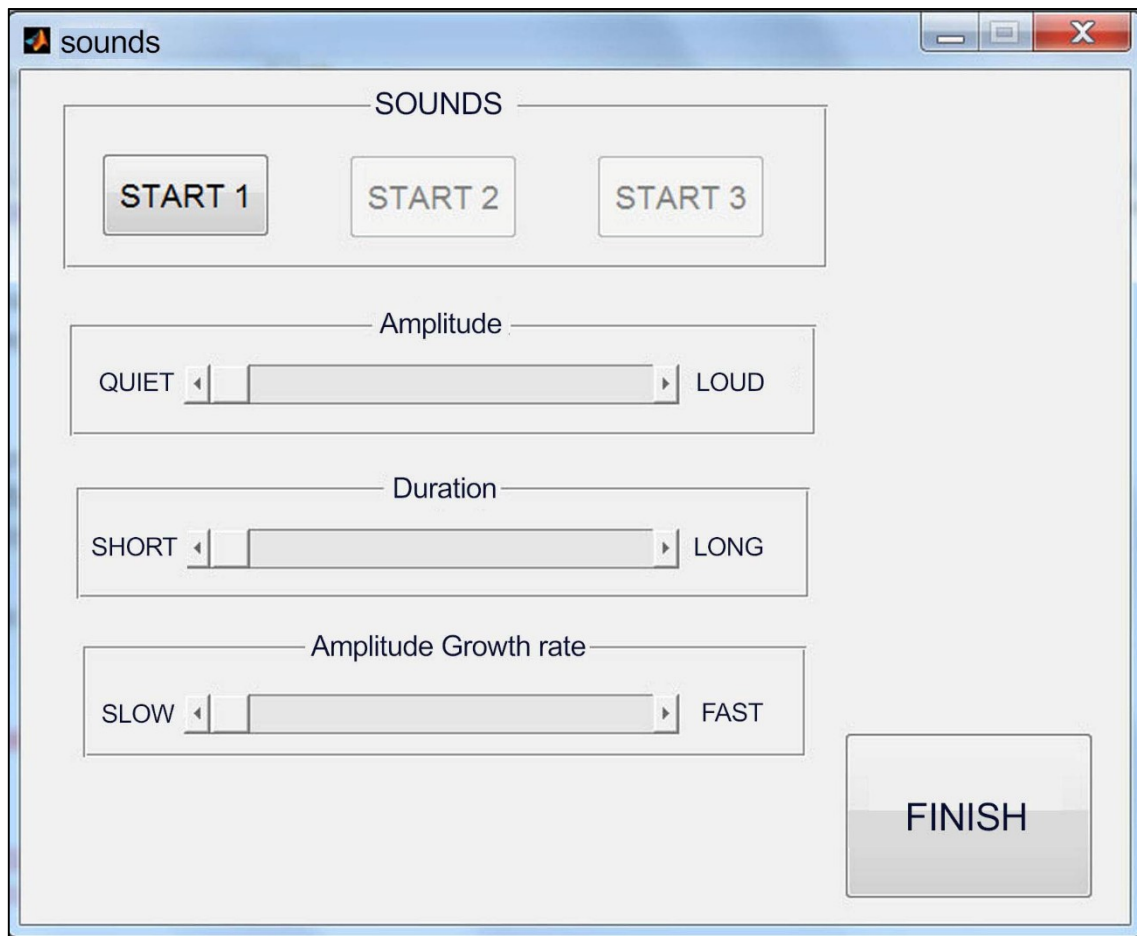 sounds
SOUNDS
START 1 START 2 START 3
Amplitude
QUIET LOUD
Duration
SHORT LONG
Amplitude Growth rate
SLOW FAST
FINISH